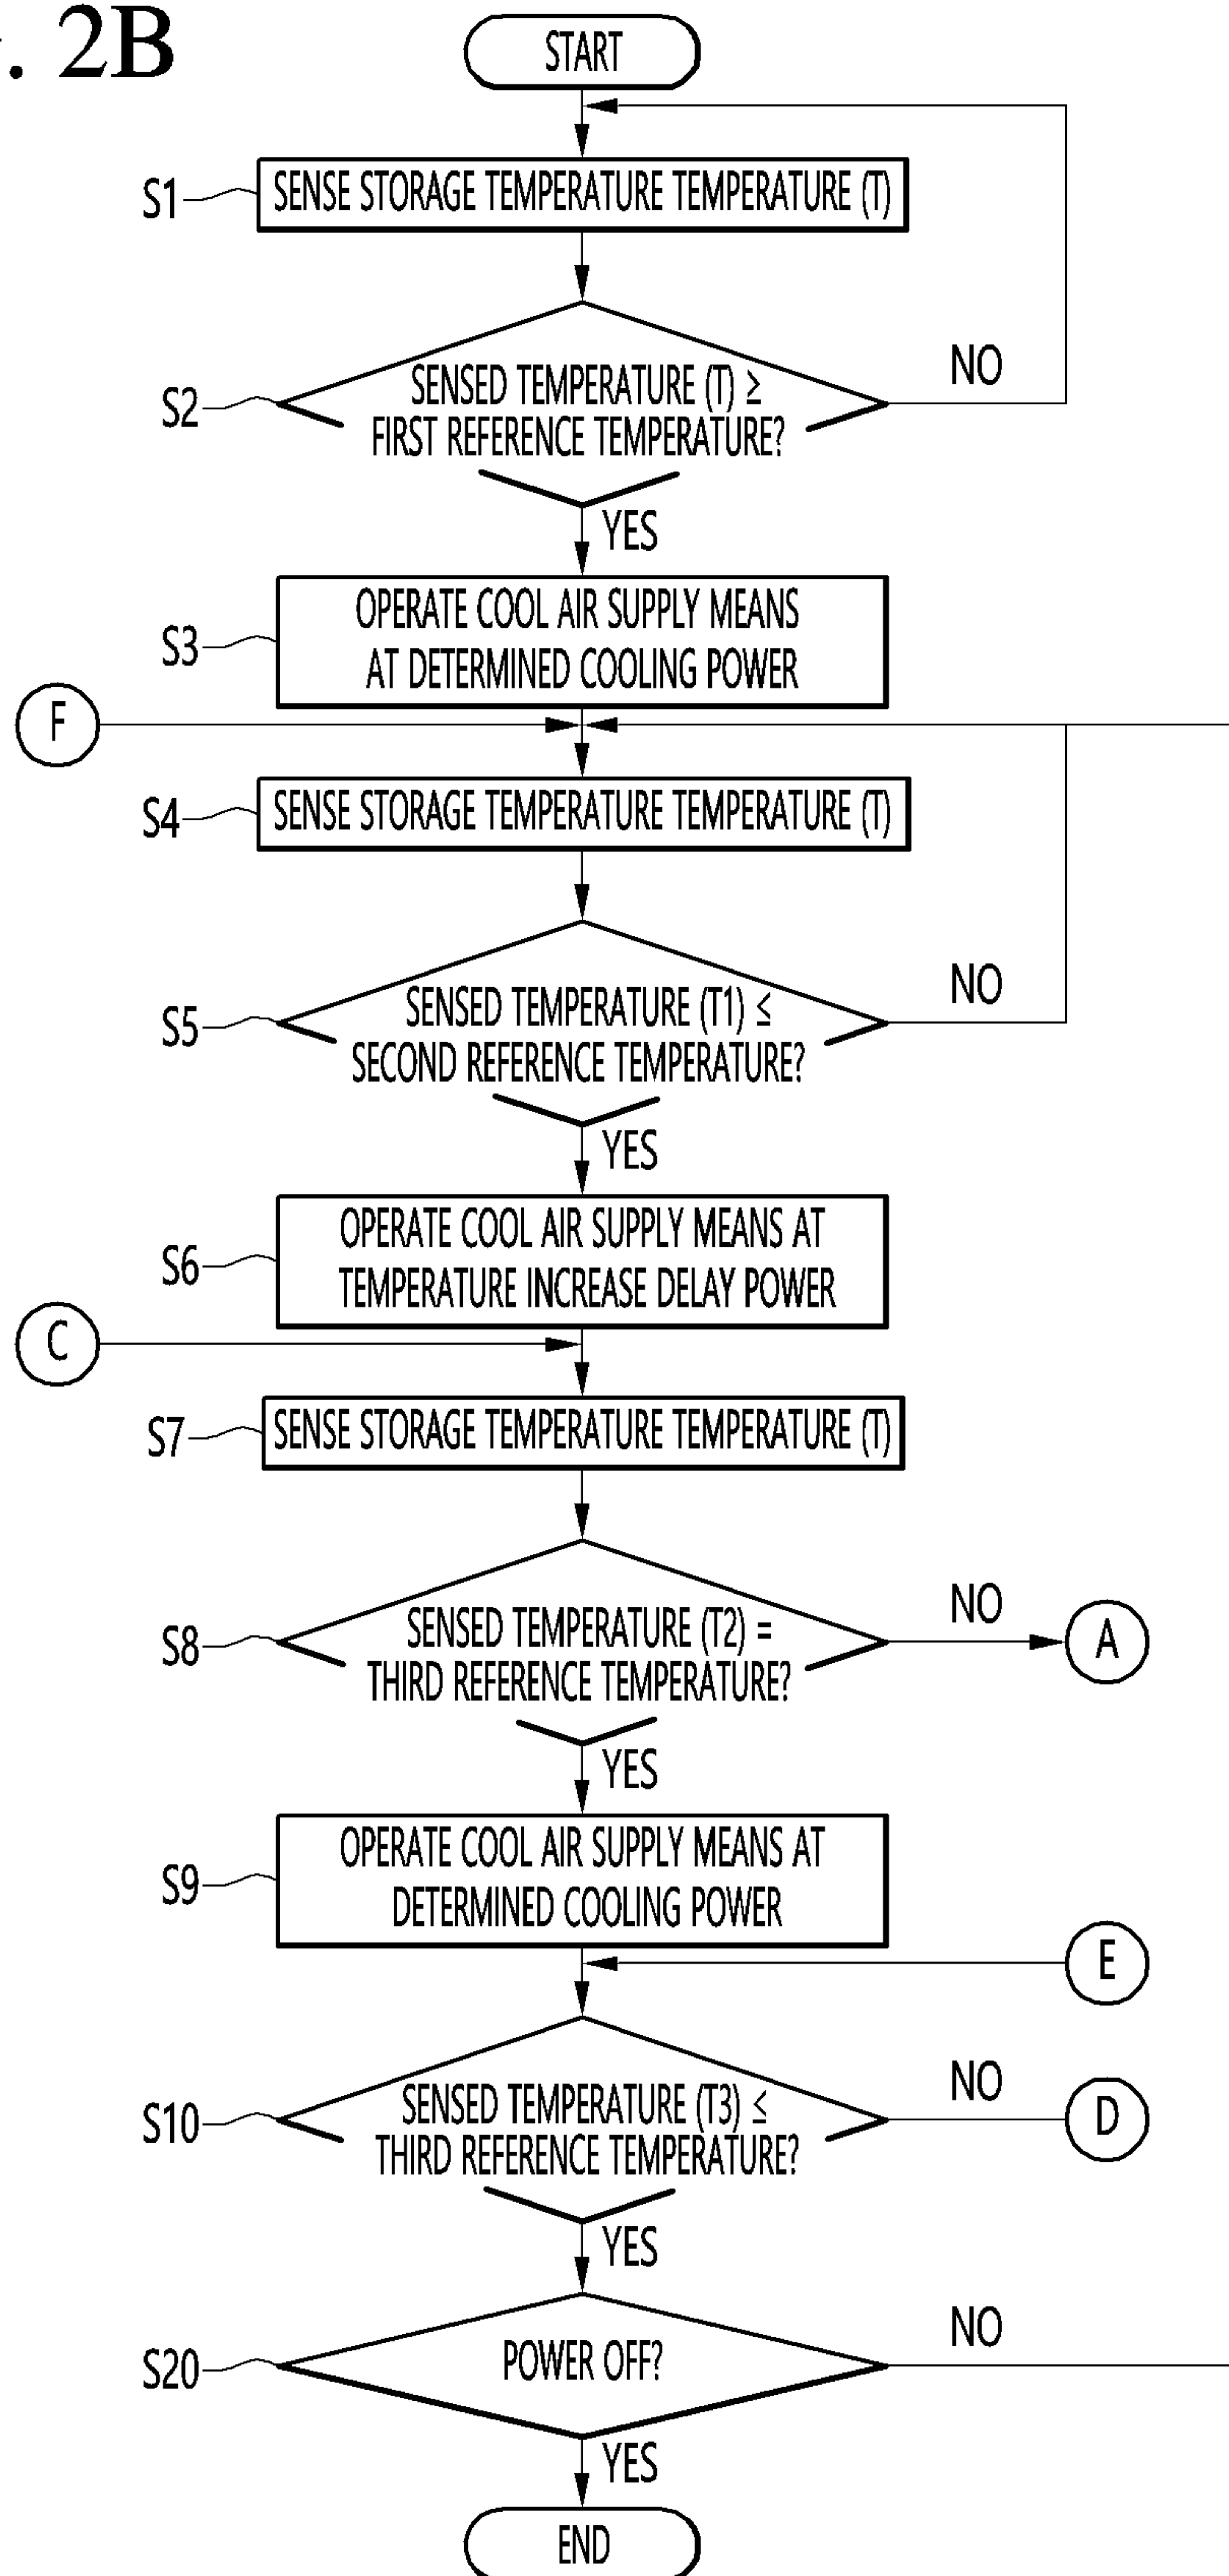 . 2B
START
S1
SENSE STORAGE TEMPERATURE TEMPERATURE (T)
S2
SENSED TEMPERATURE (T) ≥
FIRST REFERENCE TEMPERATURE?
NO
YES
S3
OPERATE COOL AIR SUPPLY MEANS
AT DETERMINED COOLING POWER
F
S4
SENSE STORAGE TEMPERATURE TEMPERATURE (T)
S5
SENSED TEMPERATURE (T1) ≤
SECOND REFERENCE TEMPERATURE?
NO
YES
S6
OPERATE COOL AIR SUPPLY MEANS AT
TEMPERATURE INCREASE DELAY POWER
C
S7
SENSE STORAGE TEMPERATURE TEMPERATURE (T)
S8
SENSED TEMPERATURE (T2) =
THIRD REFERENCE TEMPERATURE?
NO
A
YES
S9
OPERATE COOL AIR SUPPLY MEANS AT
DETERMINED COOLING POWER
E
S10
SENSED TEMPERATURE (T3) ≤
THIRD REFERENCE TEMPERATURE?
NO
D
YES
S20
POWER OFF?
NO
YES
END